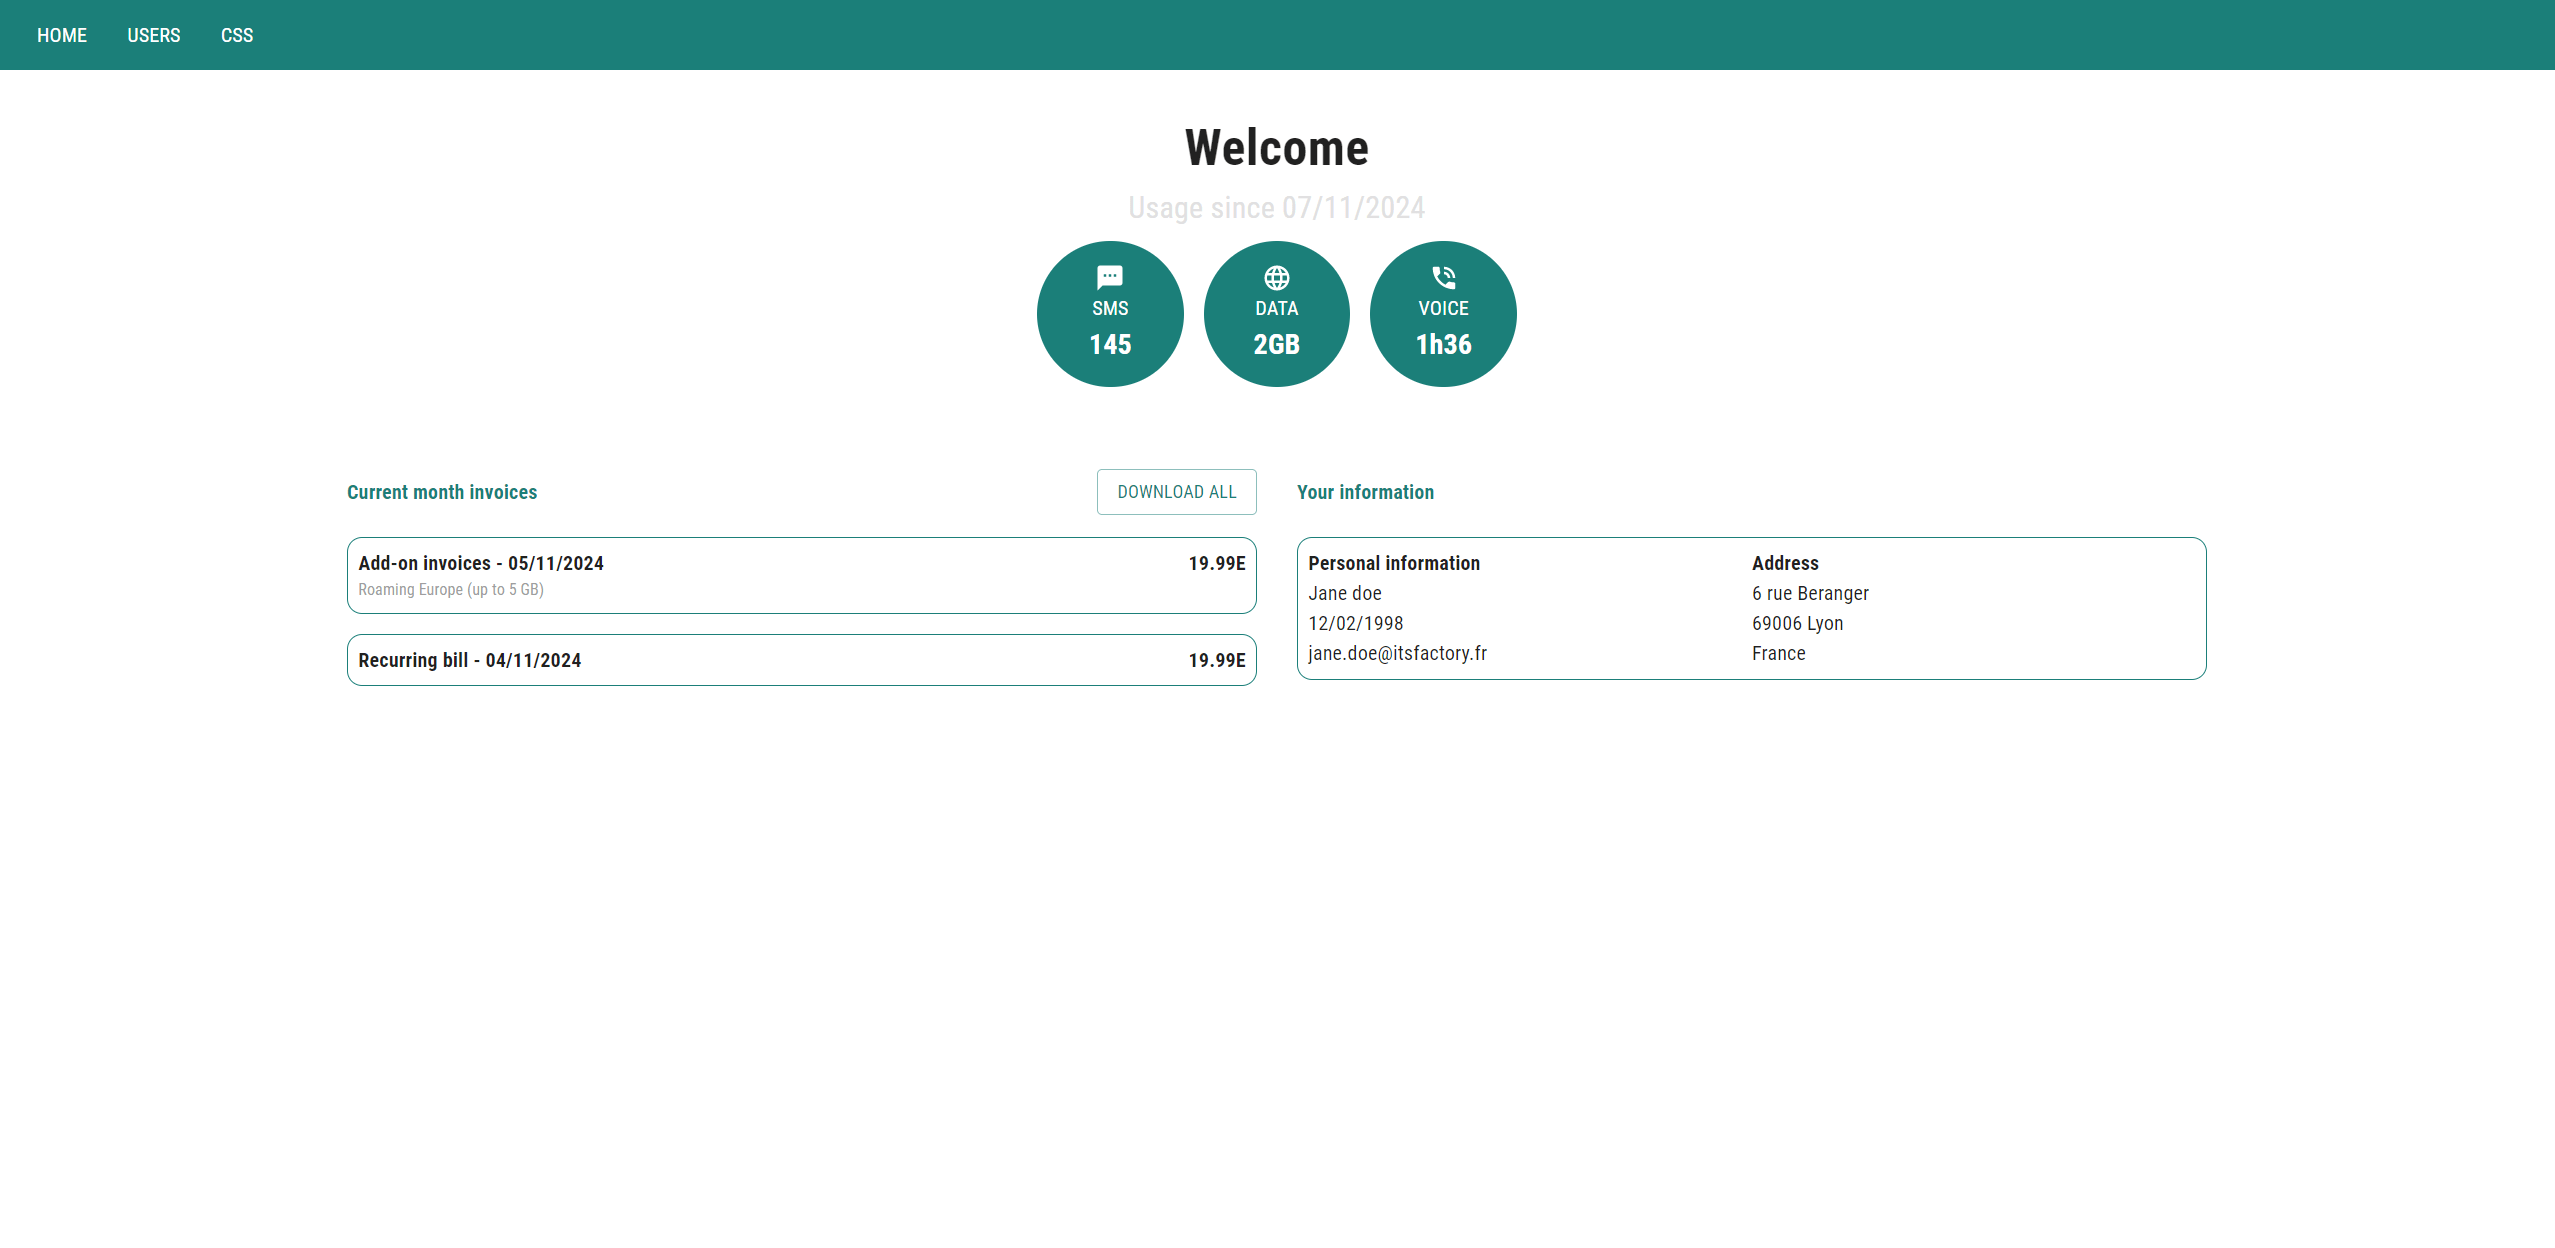 HOME USERS CSS
Welcome
Usage since 07/11/2024
SMS DATA VOICE
145 2GB 1h36
Current month invoices DOWNLOAD ALL
Add-on invoices - 05/11/2024 19.99E
Roaming Europe (up to 5 GB)
Recurring bill - 04/11/2024 19.99E
Your information
Personal information
Jane doe
12/02/1998
jane.doe@itsfactory.fr
Address
6 rue Beranger
69006 Lyon
France